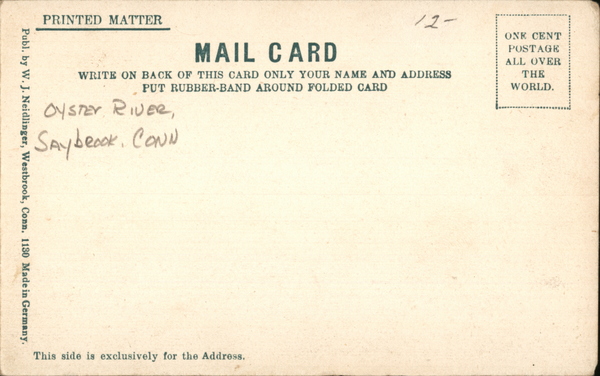 PRINTED MATTER
12-
MAIL CARD
WRITE ON BACK OF THIS CARD ONLY YOUR NAME AND ADDRESS
PUT RUBBER-BAND AROUND FOLDED CARD
ONE CENT
POSTAGE
ALL OVER
THE
WORLD.
OYSTER RIVER,
SAYBROOK, CONN
Publ. by W. J. Neidlinger, Westbrook, Conn. 1130 Made in Germany.
This side is exclusively for the Address.